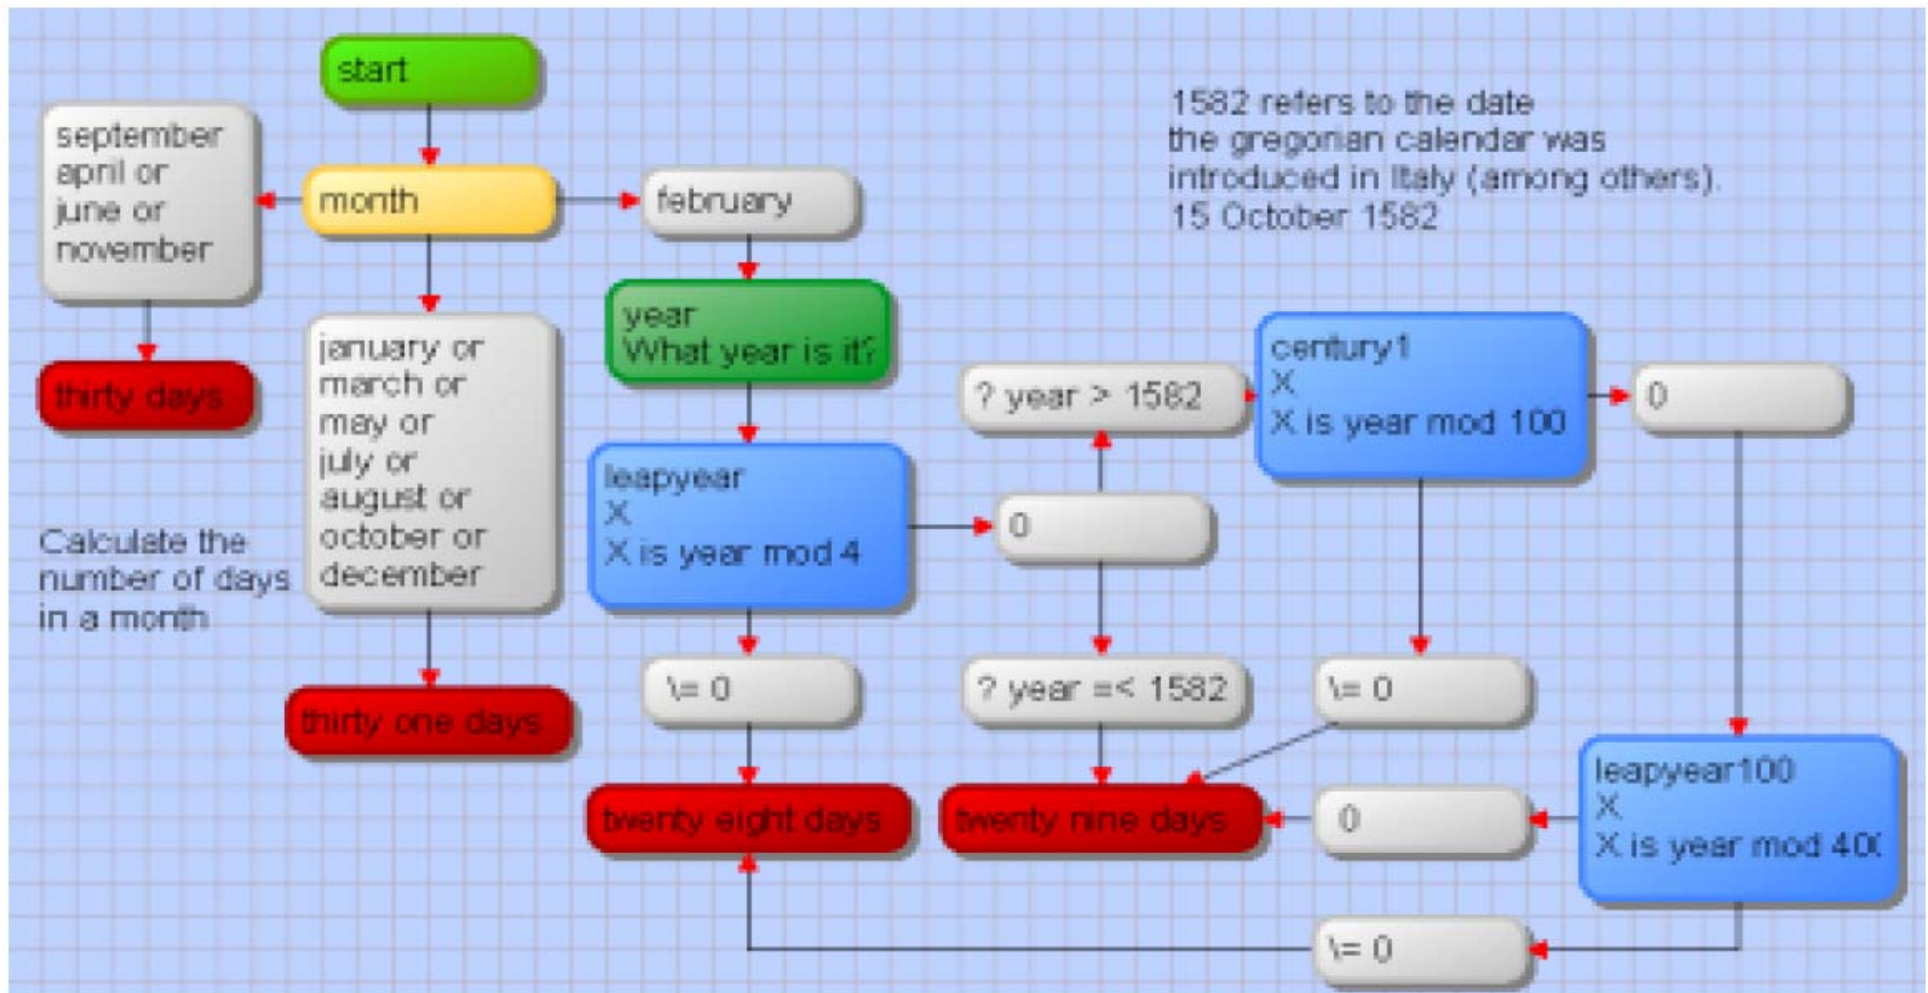 start
september
april or
june or
november
month
february
1582 refers to the date
the gregorian calendar was
introduced in Italy (among others).
15 October 1582
thirty days
january or
march or
may or
july or
august or
october or
december
year
What year is it?
? year > 1582
century1
X
X is year mod 100
0
leapyear
X
X is year mod 4
0
Calculate the
number of days
in a month
thirty one days
\= 0
? year =< 1582
\= 0
twenty eight days
twenty nine days
0
leapyear100
X
X is year mod 40(
\= 0